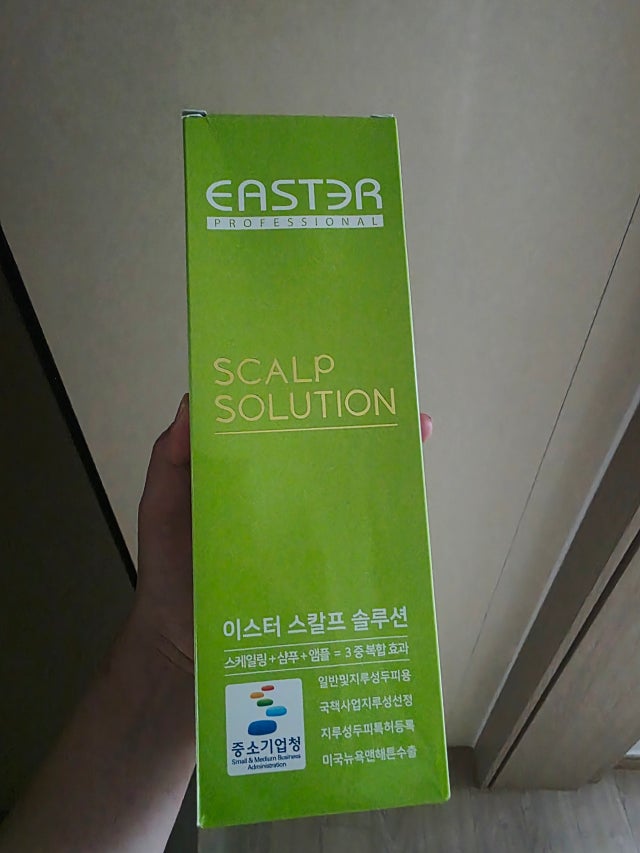 EASTER
PROFESSIONAL
SCALP
SOLUTION
이스터 스칼프 솔루션
스케일링+샴푸+앰플 = 3중복합 효과
일반및지루성두피용
국책사업지루성선정
지루성두피특허등록
미국뉴욕맨해튼수출
중소기업청
Small & Medium Business
Administration